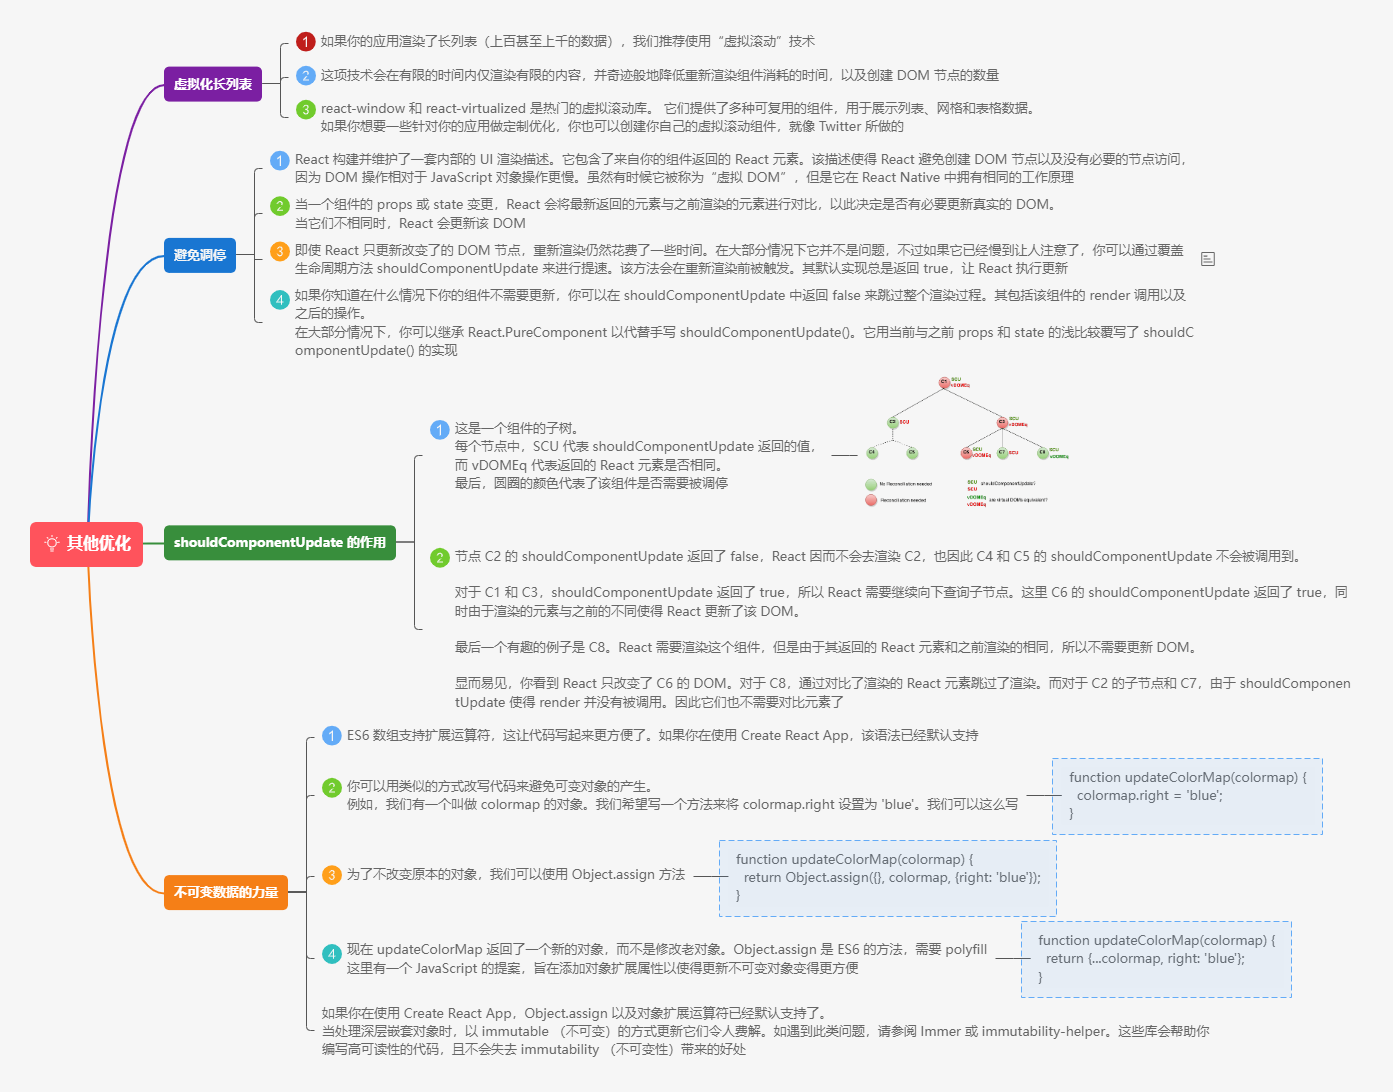 其他优化
虚拟化长列表
1 如果你的应用渲染了长列表（上百甚至上千的数据），我们推荐使用“虚拟滚动”技术
2 这项技术会在有限的时间内仅渲染有限的内容，并奇迹般地降低重新渲染组件消耗的时间，以及创建 DOM 节点的数量
3 react-window 和 react-virtualized 是热门的虚拟滚动库。 它们提供了多种可复用的组件，用于展示列表、网格和表格数据。
如果你想要一些针对你的应用做定制优化，你也可以创建你自己的虚拟滚动组件，就像 Twitter 所做的
避免调停
1 React 构建并维护了一套内部的 UI 渲染描述。它包含了来自你的组件返回的 React 元素。该描述使得 React 避免创建 DOM 节点以及没有必要的节点访问，
因为 DOM 操作相对于 JavaScript 对象操作更慢。虽然有时候它被称为“虚拟 DOM”，但是它在 React Native 中拥有相同的工作原理
2 当一个组件的 props 或 state 变更，React 会将最新返回的元素与之前渲染的元素进行对比，以此决定是否有必要更新真实的 DOM。
当它们不相同时，React 会更新该 DOM
3 即使 React 只更新改变了的 DOM 节点，重新渲染仍然花费了一些时间。在大部分情况下它并不是问题，不过如果它已经慢到让人注意了，你可以通过覆盖
生命周期方法 shouldComponentUpdate 来进行提速。该方法会在重新渲染前被触发。其默认实现总是返回 true，让 React 执行更新
4 如果你知道在什么情况下你的组件不需要更新，你可以在 shouldComponentUpdate 中返回 false 来跳过整个渲染过程。其包括该组件的 render 调用以及
之后的操作。
在大部分情况下，你可以继承 React.PureComponent 以代替手写 shouldComponentUpdate()。它用当前与之前 props 和 state 的浅比较覆写了 shouldC
omponentUpdate() 的实现
shouldComponentUpdate 的作用
1 这是一个组件的子树。
每个节点中，SCU 代表 shouldComponentUpdate 返回的值，
而 vDOMEq 代表返回的 React 元素是否相同。
最后，圆圈的颜色代表了该组件是否需要被调停
C1 SCU
vDOMEq
C2 SCU
C3 SCU
vDOMEq
C4
C5
C6 SCU
vDOMEq
C7 SCU
C8 SCU
vDOMEq
No Reconciliation needed
Reconciliation needed
SCU
SCU
shouldComponentUpdate()
vDOMEq
vDOMEq
are virtual DOMs equivalent?
2 节点 C2 的 shouldComponentUpdate 返回了 false，React 因而不会去渲染 C2，也因此 C4 和 C5 的 shouldComponentUpdate 不会被调用到。
对于 C1 和 C3，shouldComponentUpdate 返回了 true，所以 React 需要继续向下查询子节点。这里 C6 的 shouldComponentUpdate 返回了 true，同
时由于渲染的元素与之前的不同使得 React 更新了该 DOM。
最后一个有趣的例子是 C8。React 需要渲染这个组件，但是由于其返回的 React 元素和之前渲染的相同，所以不需要更新 DOM。
显而易见，你看到 React 只改变了 C6 的 DOM。对于 C8，通过对比了渲染的 React 元素跳过了渲染。而对于 C2 的子节点和 C7，由于 shouldComponen
tUpdate 使得 render 并没有被调用。因此它们也不需要对比元素了
不可变数据的力量
1 ES6 数组支持扩展运算符，这让代码写起来更方便了。如果你在使用 Create React App，该语法已经默认支持
2 你可以用类似的方式改写代码来避免可变对象的产生。
例如，我们有一个叫做 colormap 的对象。我们希望写一个方法来将 colormap.right 设置为 'blue'。我们可以这么写
function updateColorMap(colormap) {
colormap.right = 'blue';
}
3 为了不改变原本的对象，我们可以使用 Object.assign 方法
function updateColorMap(colormap) {
return Object.assign({}, colormap, {right: 'blue'});
}
4 现在 updateColorMap 返回了一个新的对象，而不是修改老对象。Object.assign 是 ES6 的方法，需要 polyfill
这里有一个 JavaScript 的提案，旨在添加对象扩展属性以使得更新不可变对象变得更方便
function updateColorMap(colormap) {
return {...colormap, right: 'blue'};
}
如果你在使用 Create React App，Object.assign 以及对象扩展运算符已经默认支持了。
当处理深层嵌套对象时，以 immutable （不可变）的方式更新它们令人费解。如遇到此类问题，请参阅 Immer 或 immutability-helper。这些库会帮助你
编写高可读性的代码，且不会失去 immutability （不可变性）带来的好处